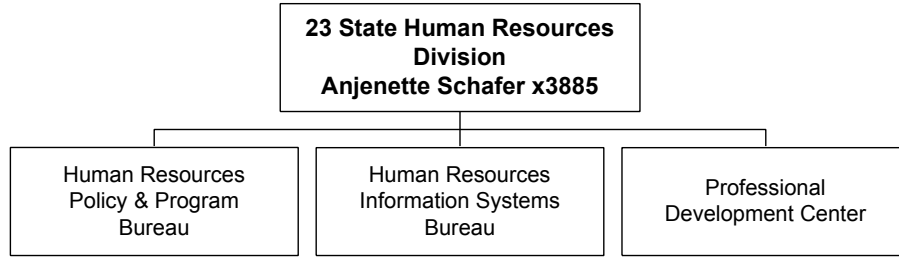 23 State Human Resources
Division
Anjenette Schafer x3885
Human Resources
Policy & Program
Bureau
Human Resources
Information Systems
Bureau
Professional
Development Center